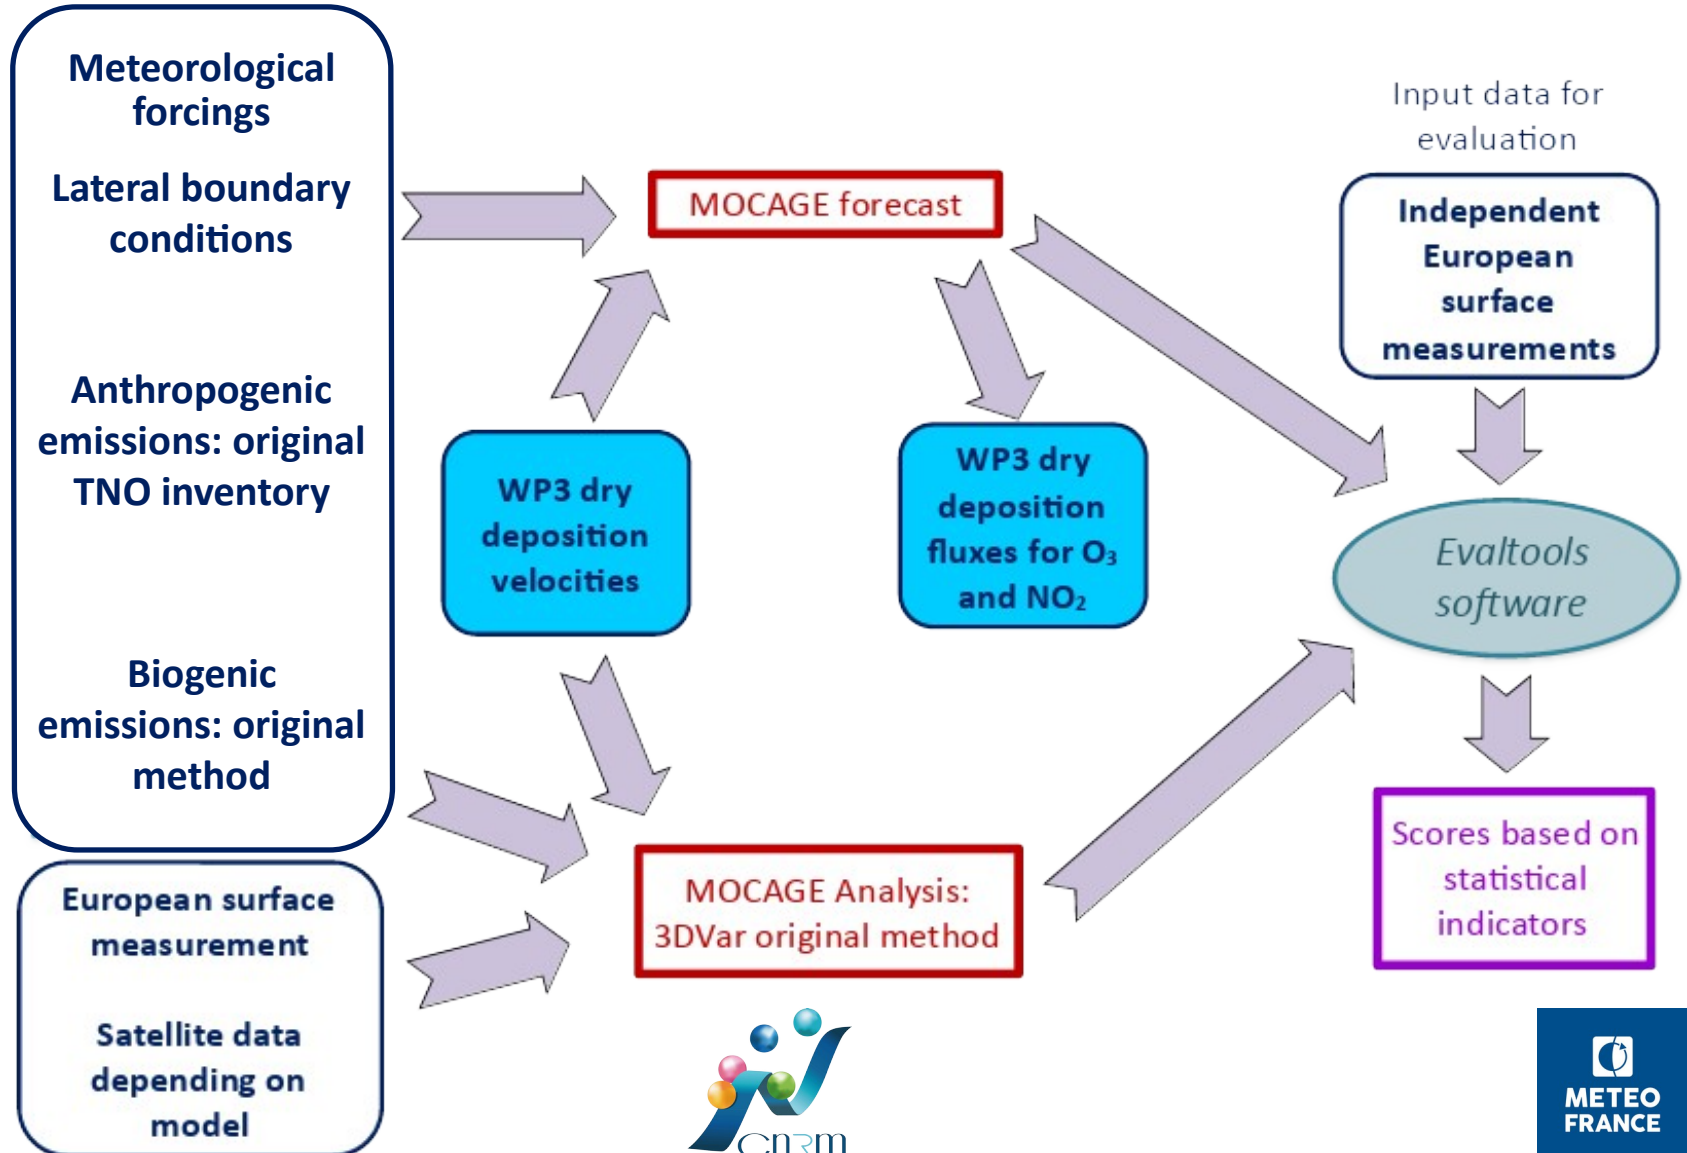 Meteorological
forcings
Lateral boundary
conditions
Anthropogenic
emissions: original
TNO inventory
Biogenic
emissions: original
method
European surface
measurement
Satellite data
depending on
model
WP3 dry
deposition
velocities
MOCAGE forecast
WP3 dry
deposition
fluxes for O₃
and NO₂
MOCAGE Analysis:
3DVar original method
Input data for
evaluation
Independent
European
surface
measurements
Evaltools
software
Scores based on
statistical
indicators
CNRM
METEO
FRANCE